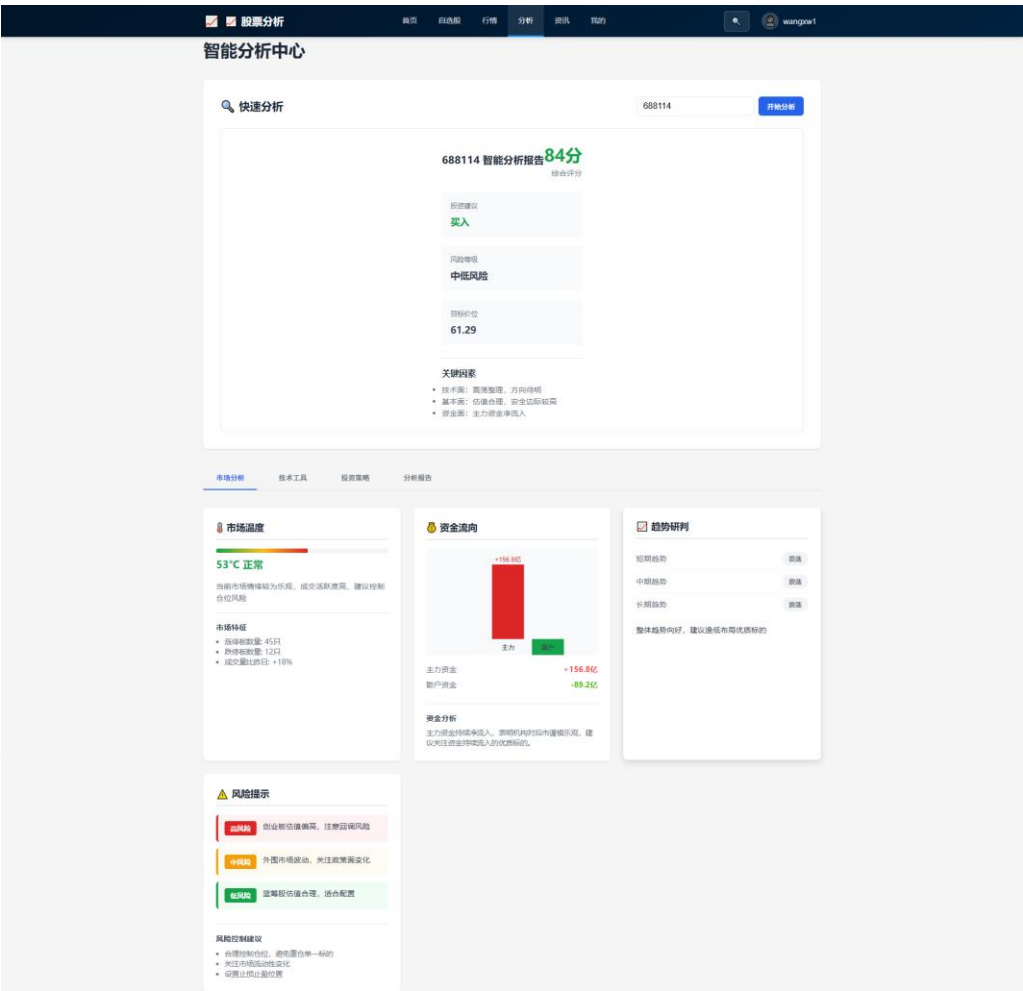 股票分析
首页 自选股 行情 分析 资讯 我的
wangxw1
智能分析中心
快速分析
688114
开始分析
688114 智能分析报告
84分
综合评分
投资建议
买入
风险等级
中低风险
目标价位
61.29
关键因素
技术面：震荡整理，方向待明
基本面：估值合理，安全边际较高
资金面：主力资金净流入
市场分析 技术工具 投资策略 分析报告
市场温度
53°C 正常
当前市场情绪较为乐观，成交活跃度高，建议控制
仓位风险
市场特征
涨停板数量: 45只
跌停板数量: 12只
成交量比昨日: +18%
资金流向
+156.8亿
主力
散户
主力资金 +156.8亿
散户资金 -89.2亿
资金分析
主力资金持续净流入，表明机构对后市谨慎乐观，建
议关注资金持续流入的优质标的。
趋势研判
短期趋势
中期趋势
长期趋势
整体趋势向好，建议逢低布局优质标的
风险提示
高风险 创业板估值偏高，注意回调风险
中风险 外围市场波动，关注政策面变化
低风险 蓝筹股估值合理，适合配置
风险控制建议
合理控制仓位，避免重仓单一标的
关注市场流动性变化
设置止损止盈位置